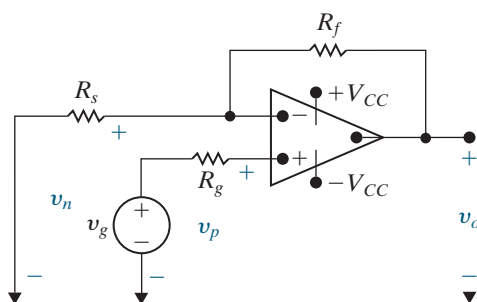 R_f
R_s
+V_CC
−
+
+
R_g
+
−V_CC
+
v_n
v_g
+
−
v_p
v_o
−
−
−